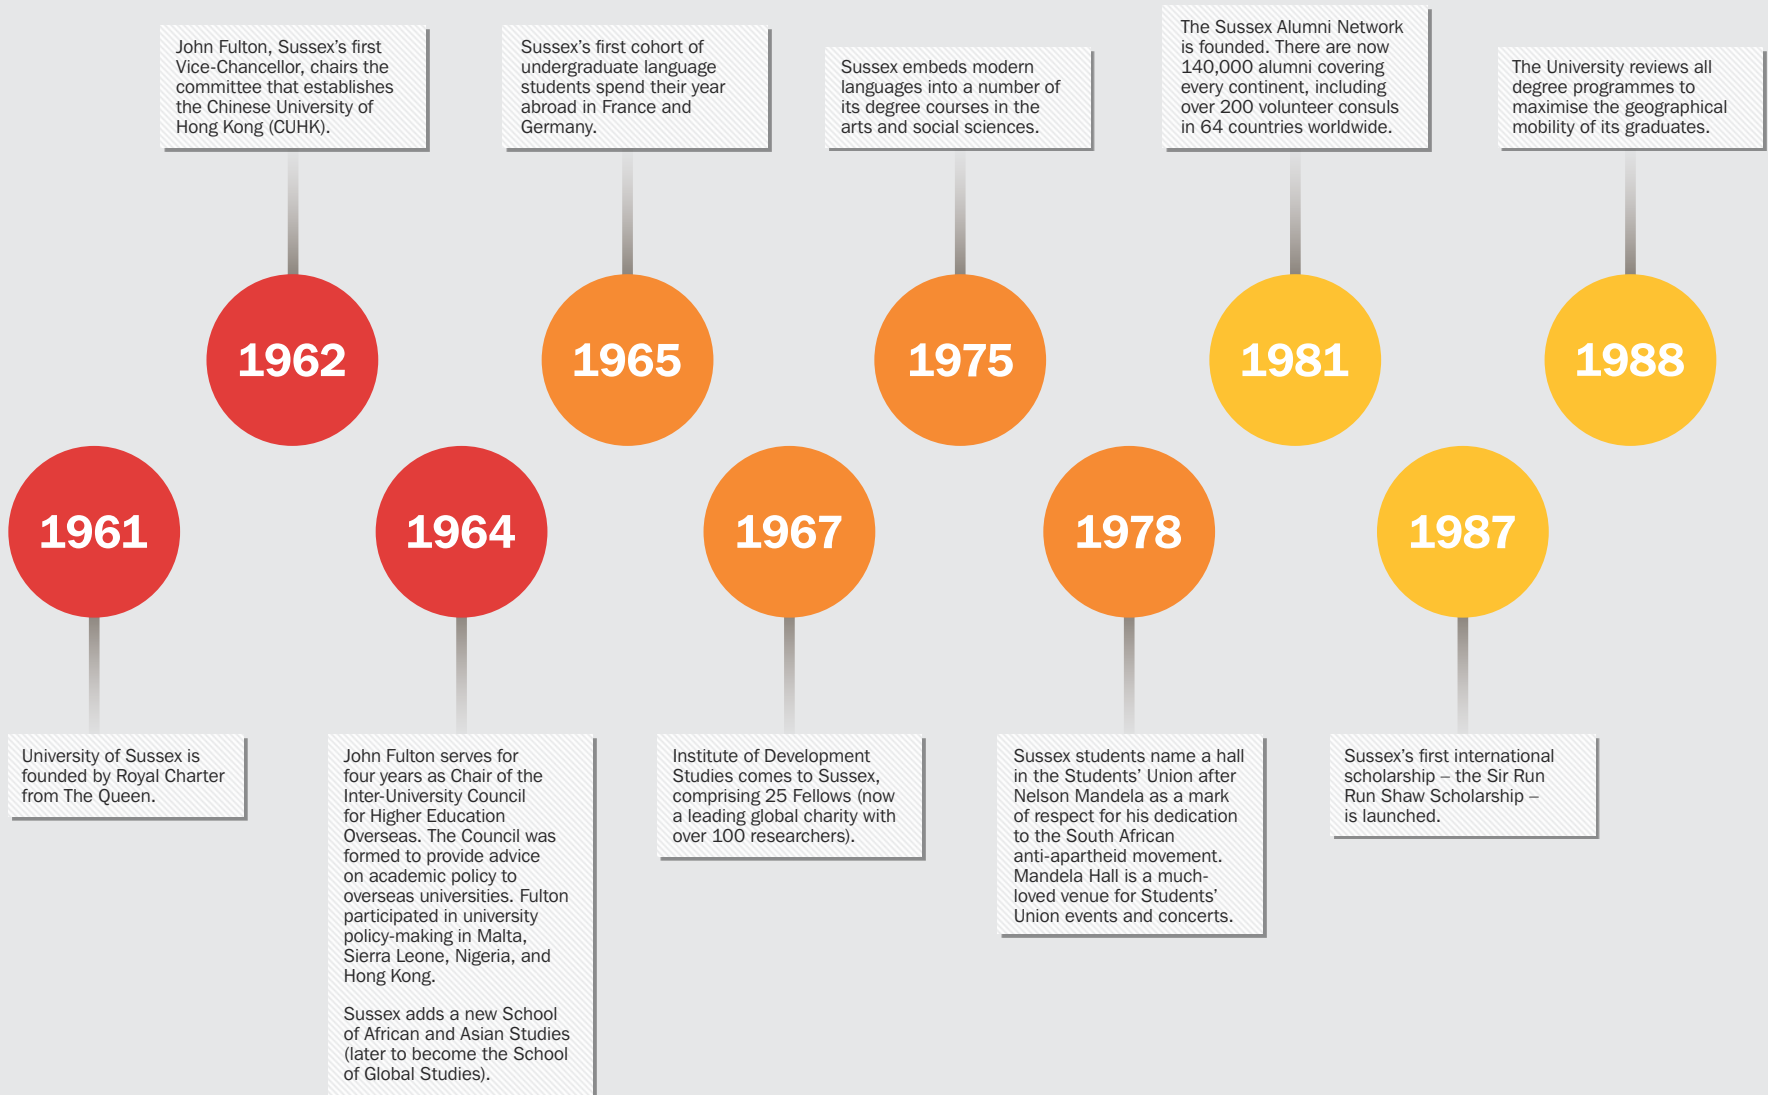 John Fulton, Sussex’s first
Vice-Chancellor, chairs the
committee that establishes
the Chinese University of
Hong Kong (CUHK).
Sussex’s first cohort of
undergraduate language
students spend their year
abroad in France and
Germany.
Sussex embeds modern
languages into a number of
its degree courses in the
arts and social sciences.
The Sussex Alumni Network
is founded. There are now
140,000 alumni covering
every continent, including
over 200 volunteer consuls
in 64 countries worldwide.
The University reviews all
degree programmes to
maximise the geographical
mobility of its graduates.
1962
1965
1975
1981
1988
1961
1964
1967
1978
1987
University of Sussex is
founded by Royal Charter
from The Queen.
John Fulton serves for
four years as Chair of the
Inter-University Council
for Higher Education
Overseas. The Council was
formed to provide advice
on academic policy to
overseas universities. Fulton
participated in university
policy-making in Malta,
Sierra Leone, Nigeria, and
Hong Kong.
Sussex adds a new School
of African and Asian Studies
(later to become the School
of Global Studies).
Institute of Development
Studies comes to Sussex,
comprising 25 Fellows (now
a leading global charity with
over 100 researchers).
Sussex students name a hall
in the Students’ Union after
Nelson Mandela as a mark
of respect for his dedication
to the South African
anti-apartheid movement.
Mandela Hall is a much-
loved venue for Students’
Union events and concerts.
Sussex’s first international
scholarship – the Sir Run
Run Shaw Scholarship –
is launched.